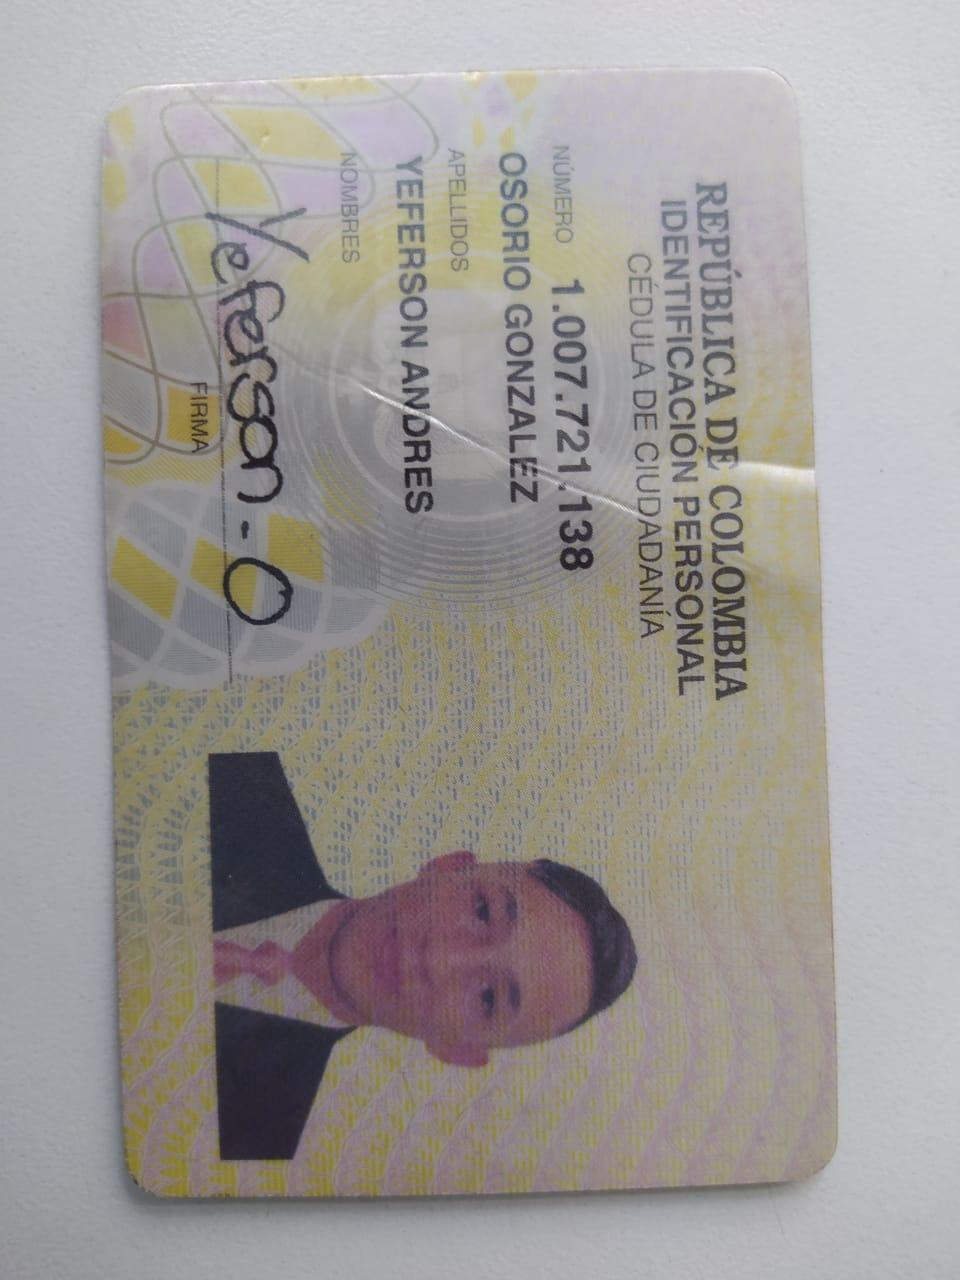 REPÚBLICA DE COLOMBIA
IDENTIFICACIÓN PERSONAL
CÉDULA DE CIUDADANÍA
NÚMERO 1.007.721.138
OSORIO GONZALEZ
APELLIDOS
YEFERSON ANDRES
NOMBRES
Yeferson-O
FIRMA